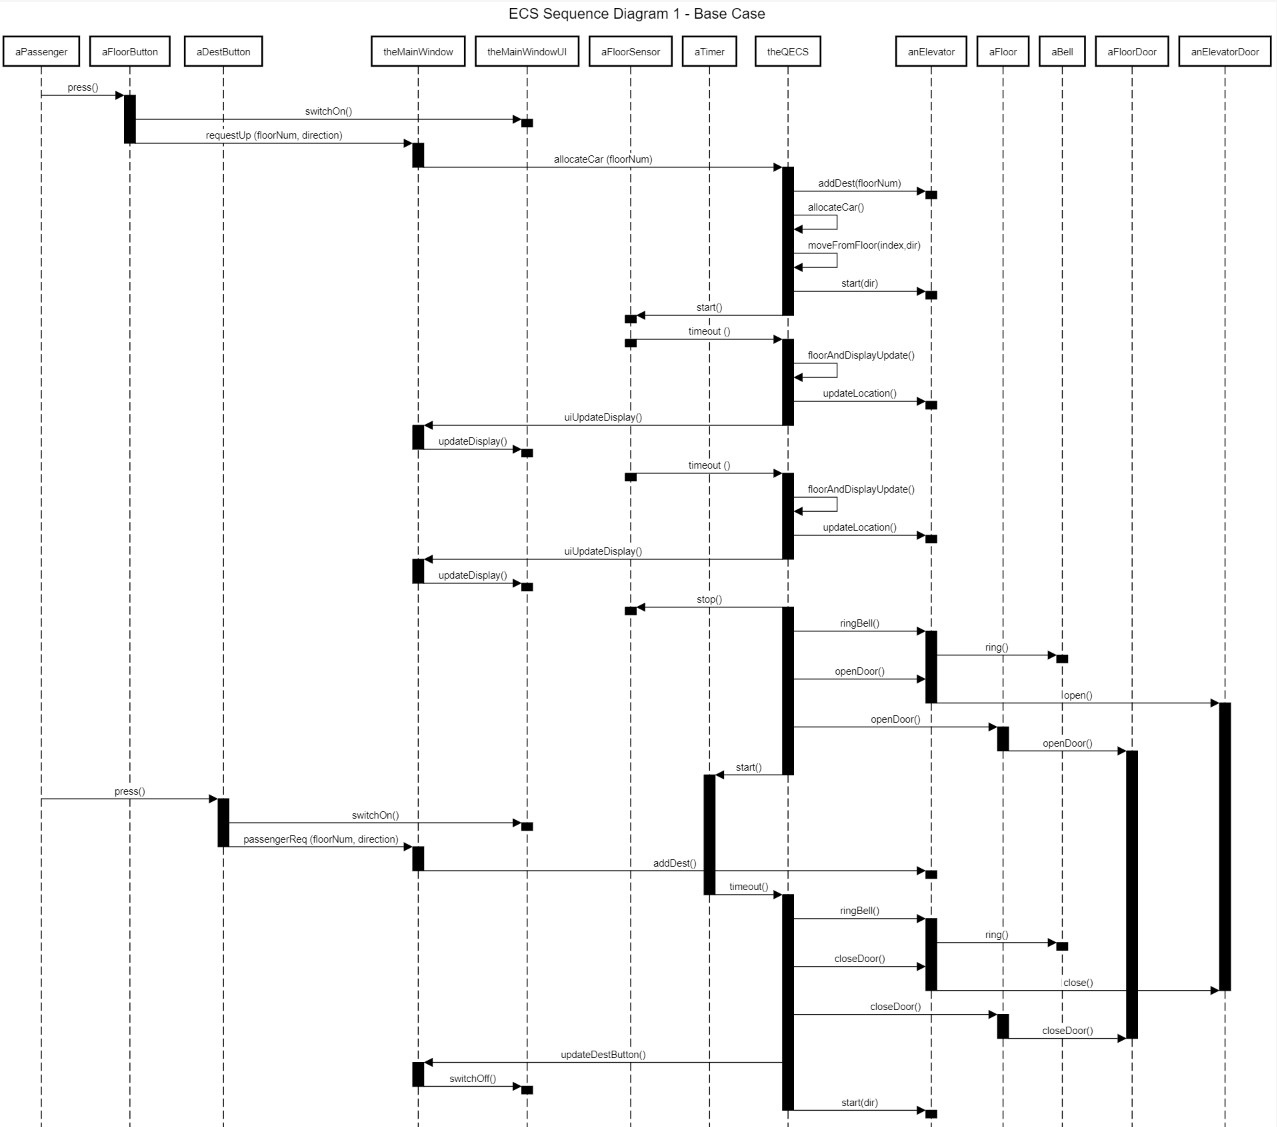 ECS Sequence Diagram 1 - Base Case
aPassenger
aFloorButton
aDestButton
theMainWindow
theMainWindowUI
aFloorSensor
aTimer
theQECS
anElevator
aFloor
aBell
aFloorDoor
anElevatorDoor
press()
switchOn()
requestUp (floorNum, direction)
allocateCar (floorNum)
addDest(floorNum)
allocateCar()
moveFromFloor(index,dir)
start(dir)
start()
timeout ()
floorAndDisplayUpdate()
updateLocation()
uiUpdateDisplay()
updateDisplay()
timeout ()
floorAndDisplayUpdate()
updateLocation()
uiUpdateDisplay()
updateDisplay()
stop()
ringBell()
ring()
openDoor()
open()
openDoor()
openDoor()
start()
press()
switchOn()
passengerReq (floorNum, direction)
addDest()
timeout()
ringBell()
ring()
closeDoor()
close()
closeDoor()
closeDoor()
updateDestButton()
switchOff()
start(dir)